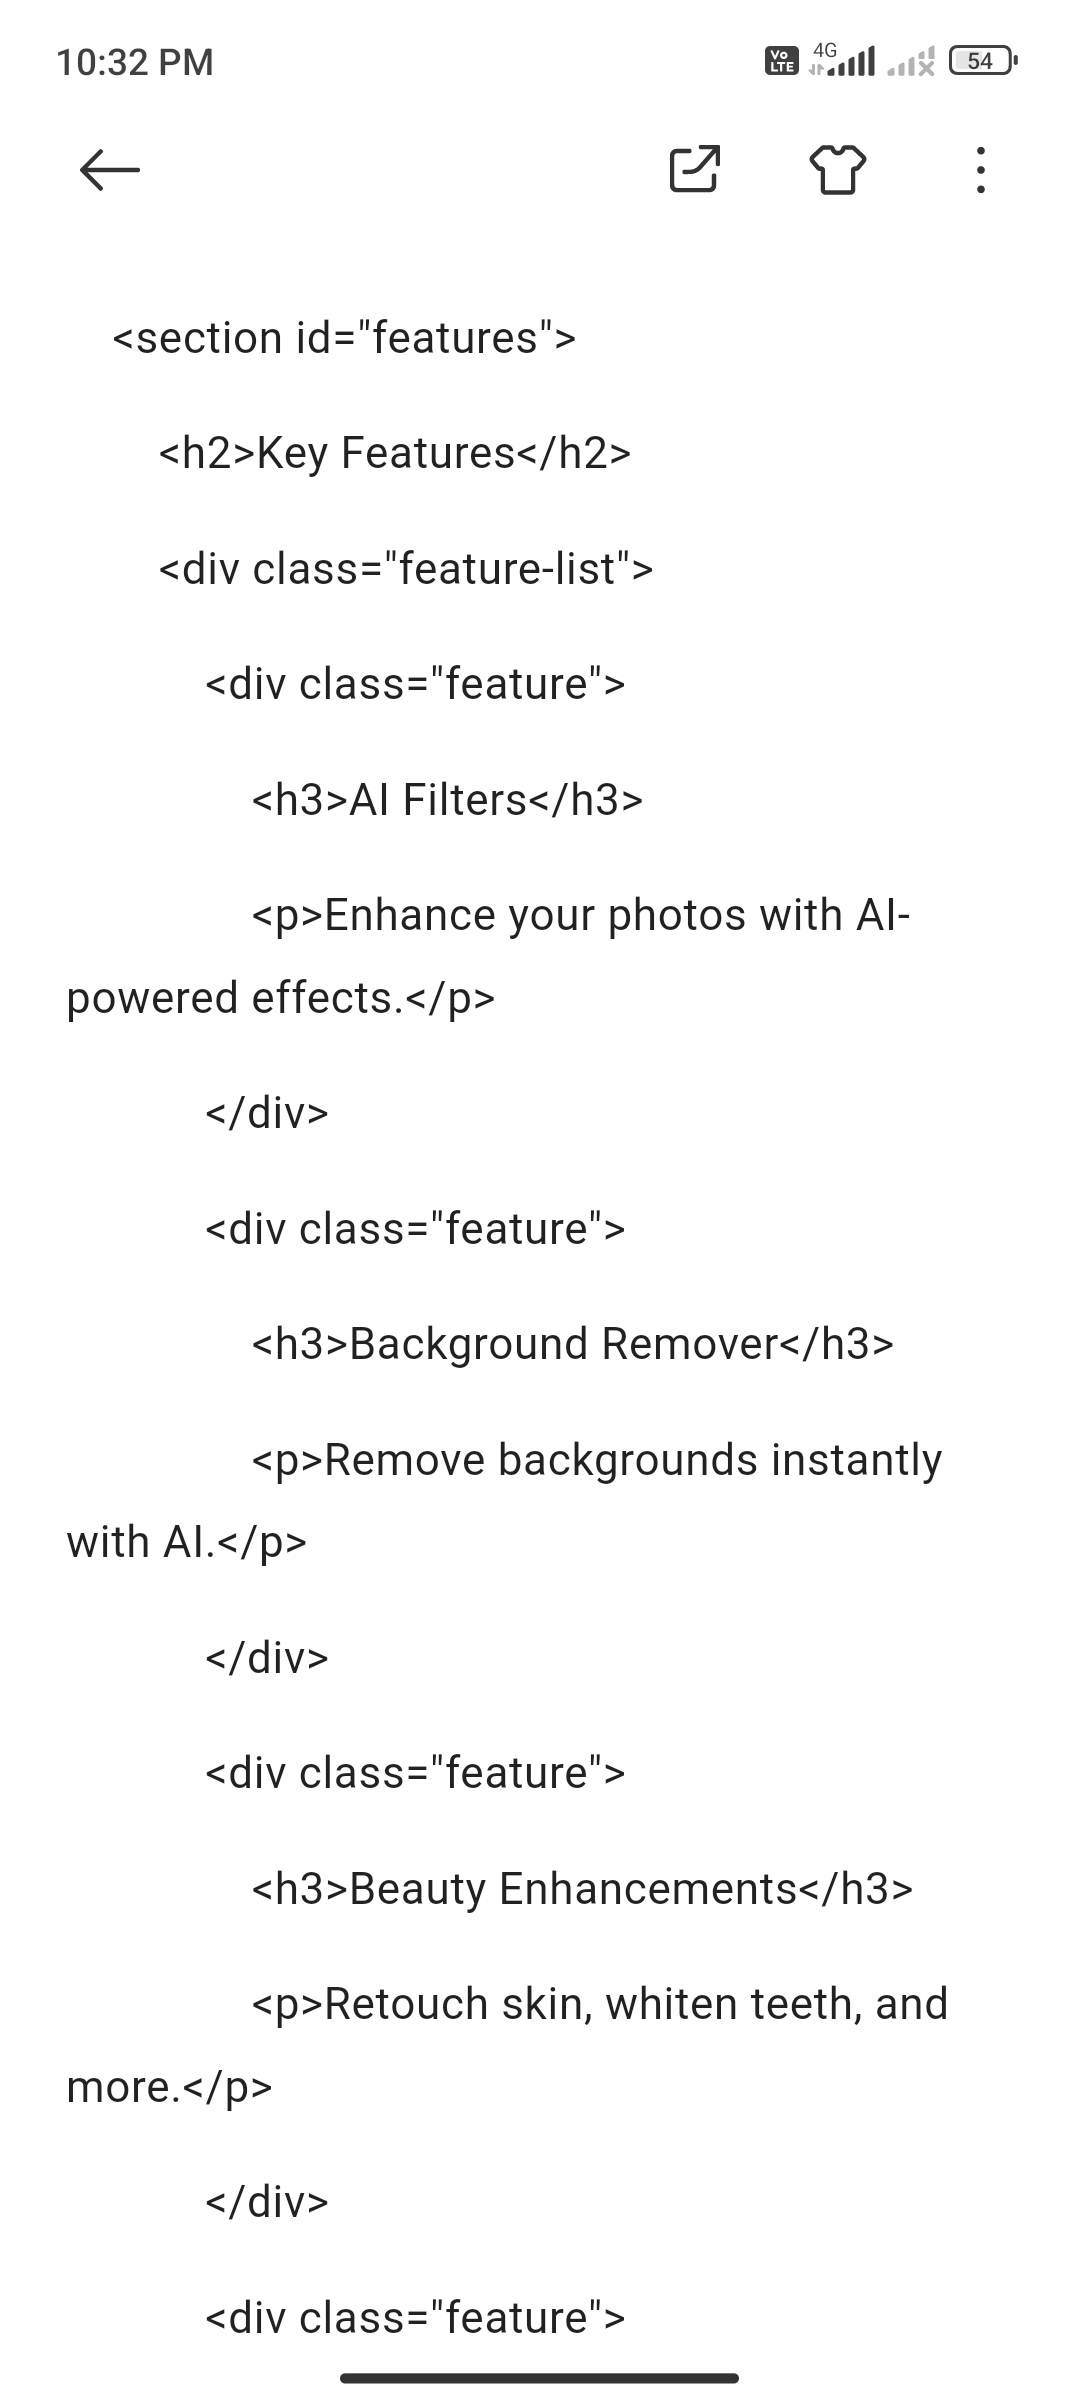 10:32 PM
Vo LTE 4G 54
<section id="features">
<h2>Key Features</h2>
<div class="feature-list">
<div class="feature">
<h3>AI Filters</h3>
<p>Enhance your photos with AI-
powered effects.</p>
</div>
<div class="feature">
<h3>Background Remover</h3>
<p>Remove backgrounds instantly
with AI.</p>
</div>
<div class="feature">
<h3>Beauty Enhancements</h3>
<p>Retouch skin, whiten teeth, and
more.</p>
</div>
<div class="feature">